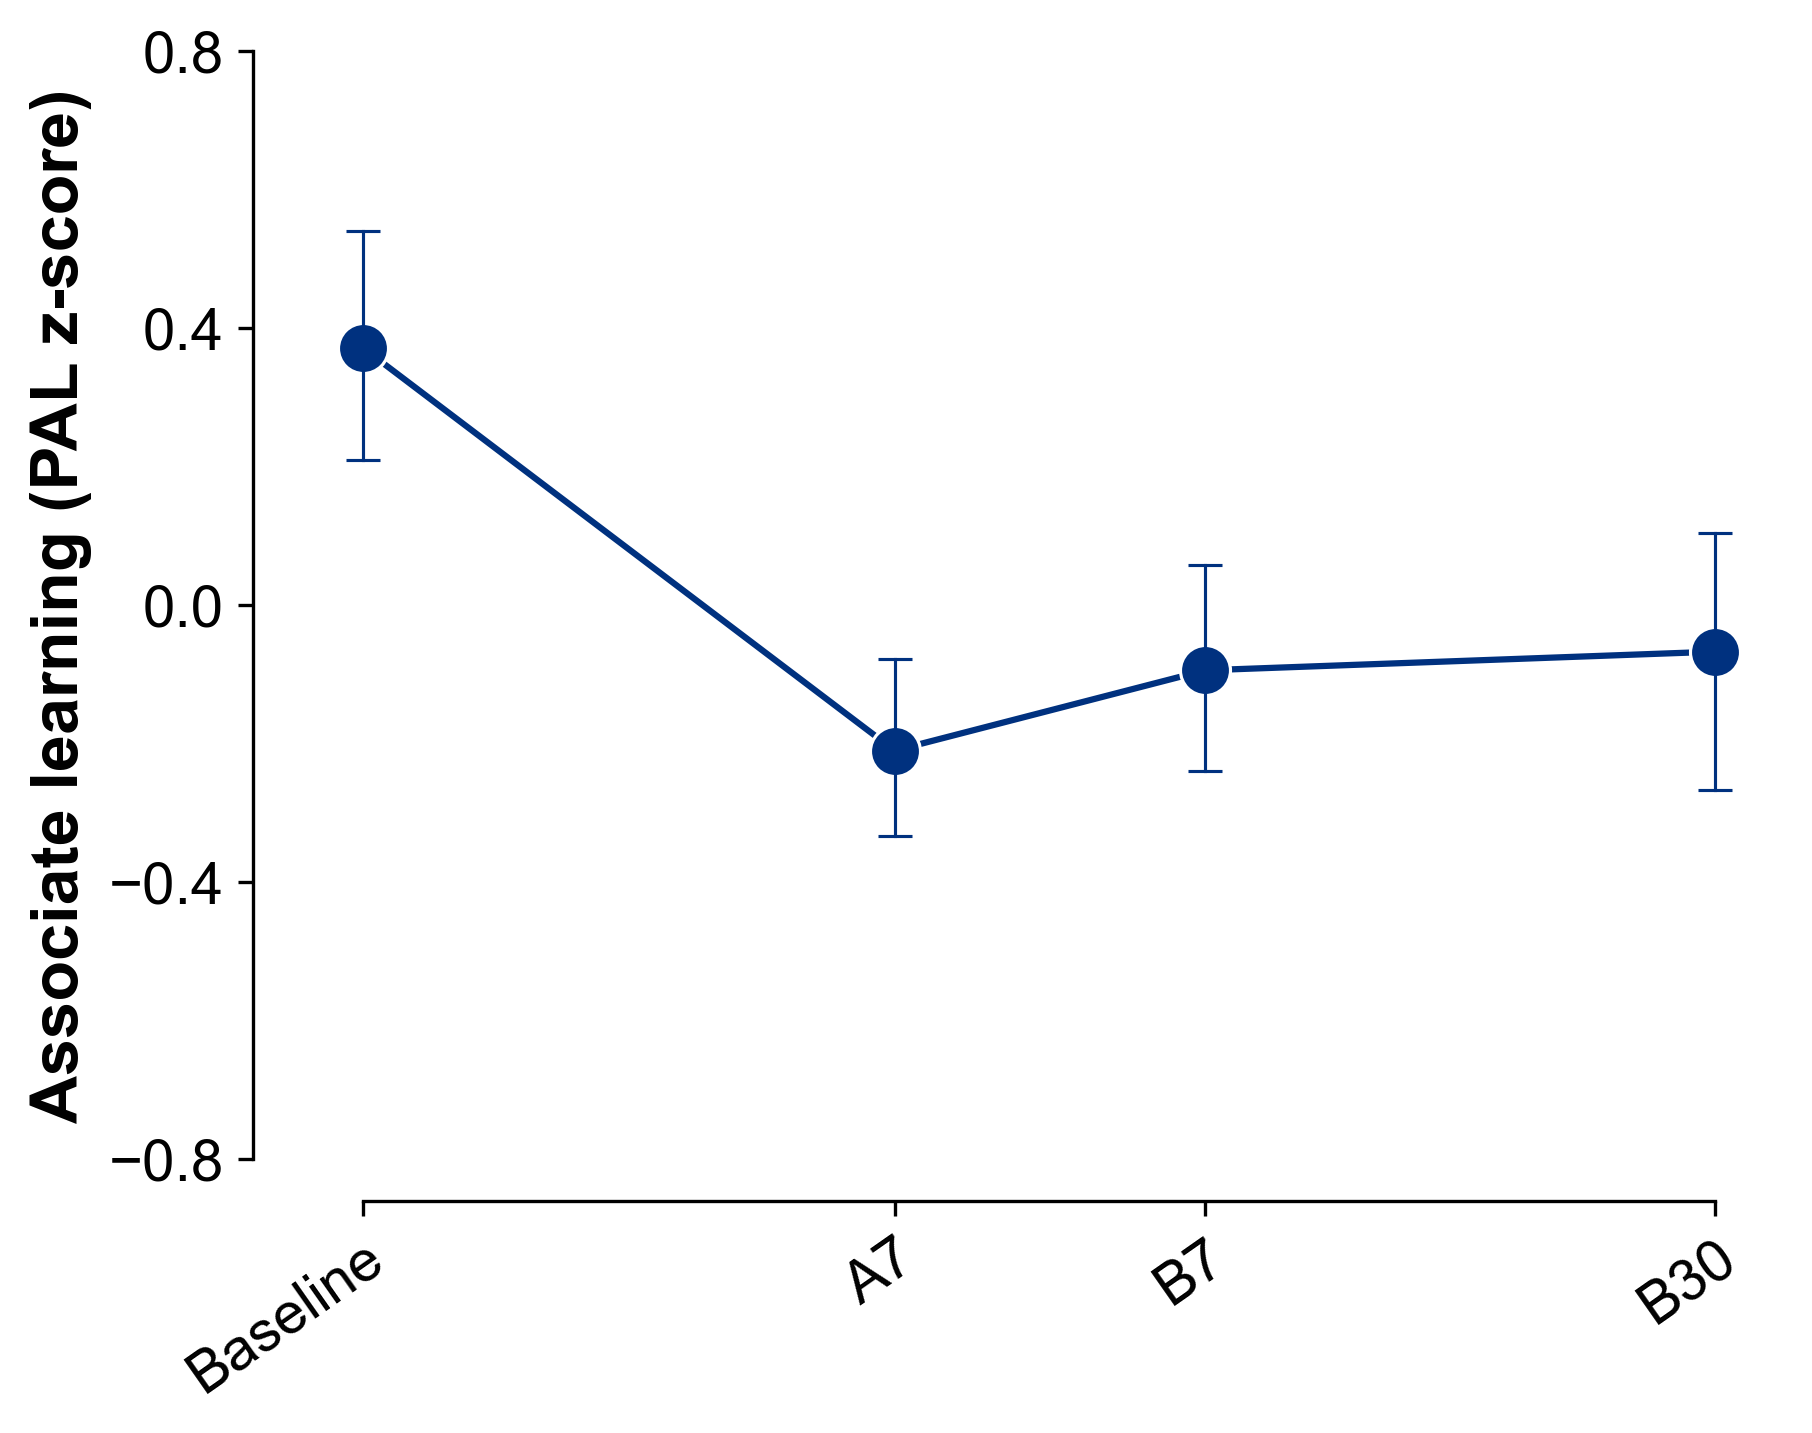 Associate learning (PAL z-score)
0.8
0.4
0.0
−0.4
−0.8
Baseline
A7
B7
B30